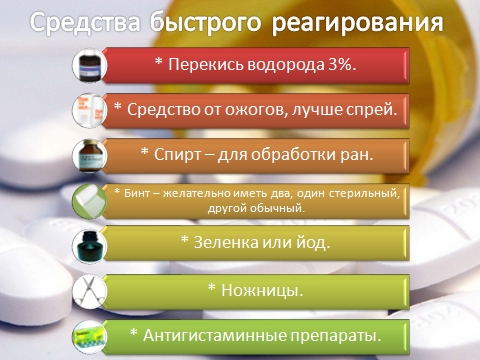 Средства быстрого реагирования
* Перекись водорода 3%.
* Средство от ожогов, лучше спрей.
* Спирт – для обработки ран.
* Бинт – желательно иметь два, один стерильный,
другой обычный.
* Зеленка или йод.
* Ножницы.
* Антигистаминные препараты.